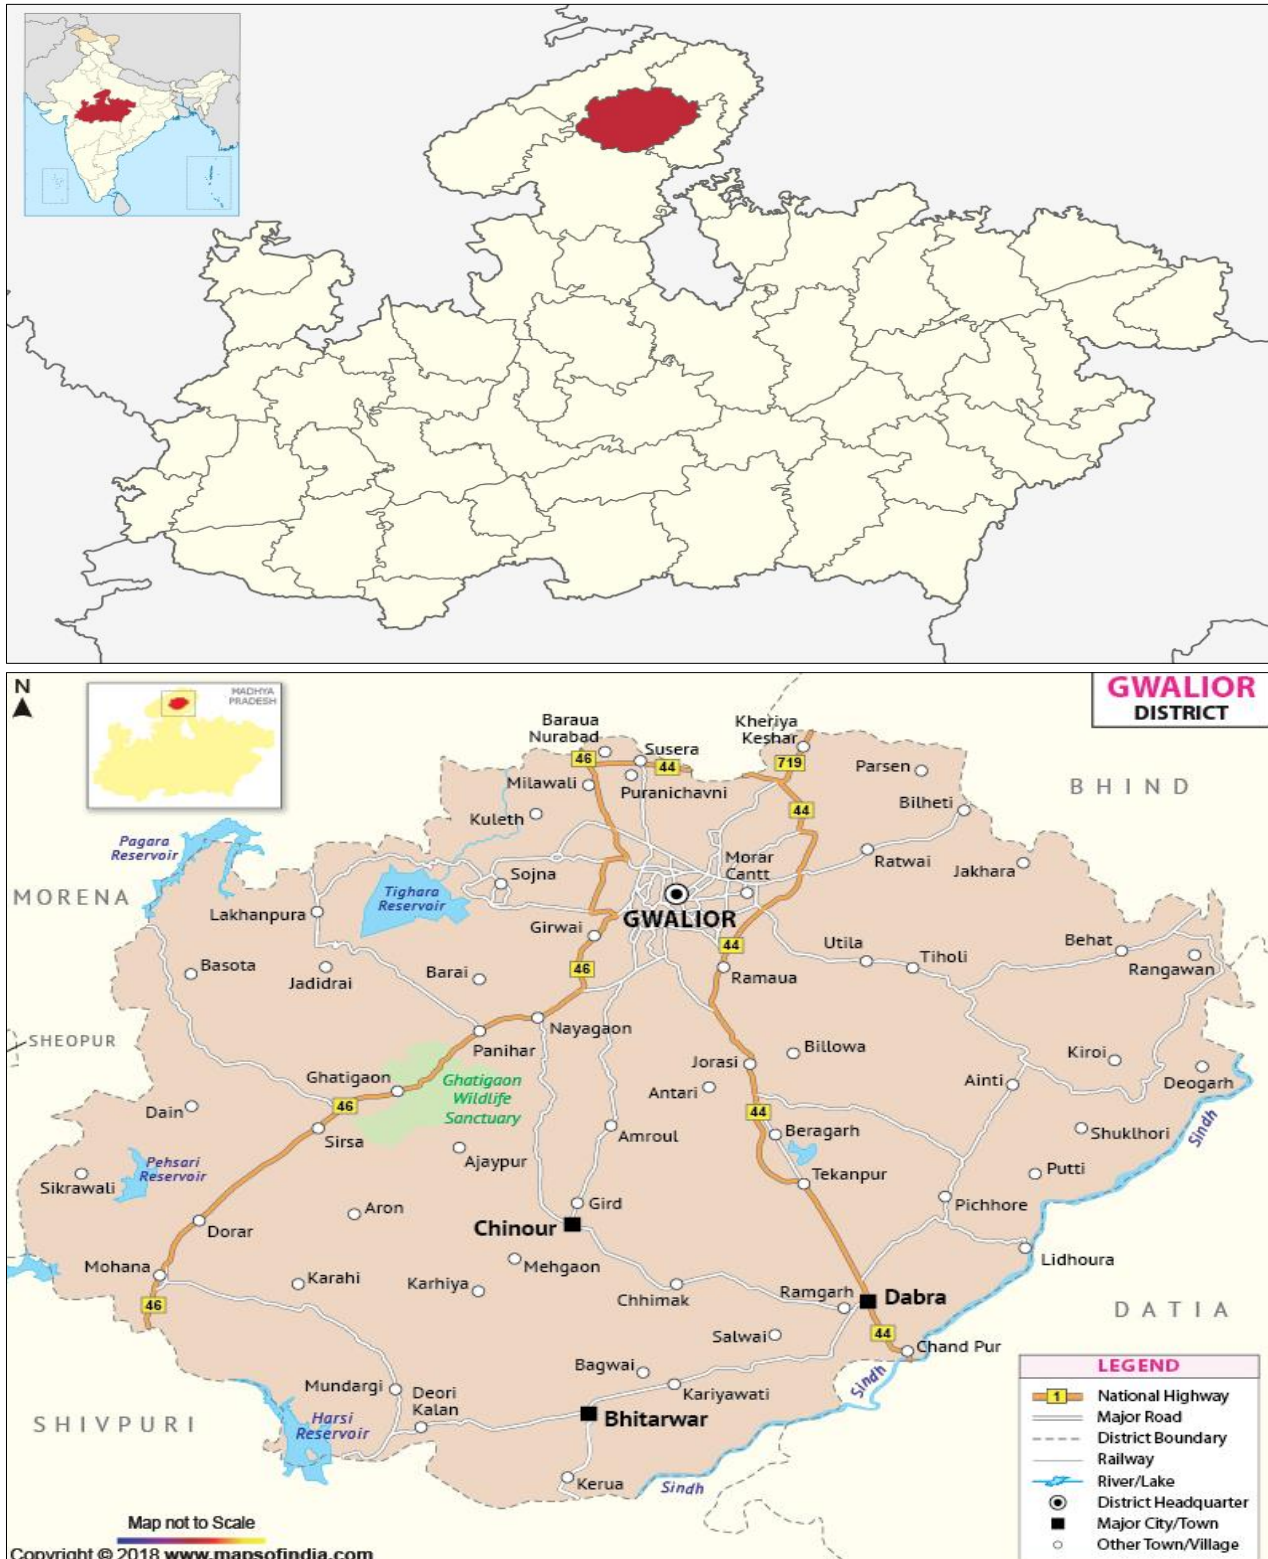 N
MADHYA
PRADESH
GWALIOR
DISTRICT
Baraua
Nurabad
Kheriya
Keshar
Susera
46
44
719
Parsen
BHIND
Milawali
Puranichavni
Bilheti
44
Kuleth
Pagara
Reservoir
Morar
Cantt
Ratwai
Jakhara
Sojna
MORENA
Tighara
Reservoir
Lakhanpura
GWALIOR
Girwai
44
Utila
Tiholi
Behat
Rangawan
Basota
Jadidrai
Barai
46
Ramaua
Nayagaon
SHEOPUR
Panihar
Jorasi
Billowa
Kiroi
Deogarh
Ghatigaon
Ghatigaon
Wildlife
Sanctuary
Antari
Ainti
Dain
46
44
Sirsa
Amroul
Beragarh
Shuklhori
Sindh
Pehsari
Reservoir
Ajaypur
Tekanpur
Putti
Sikrawali
Aron
Gird
Pichhore
Dorar
Chinour
Lidhoura
Mohana
Karahi
Karhiya
Mehgaon
Chhimak
Ramgarh
Dabra
46
DATIA
Salwai
44
Chand Pur
Bagwai
Sindh
Mundargi
Deori
Kalan
Kariyawati
SHIVPURI
Harsi
Reservoir
Bhitarwar
Kerua
Sindh
LEGEND
1 National Highway
Major Road
District Boundary
Railway
River/Lake
District Headquarter
Major City/Town
Other Town/Village
Map not to Scale
Copyright © 2018 www.mapsofindia.com